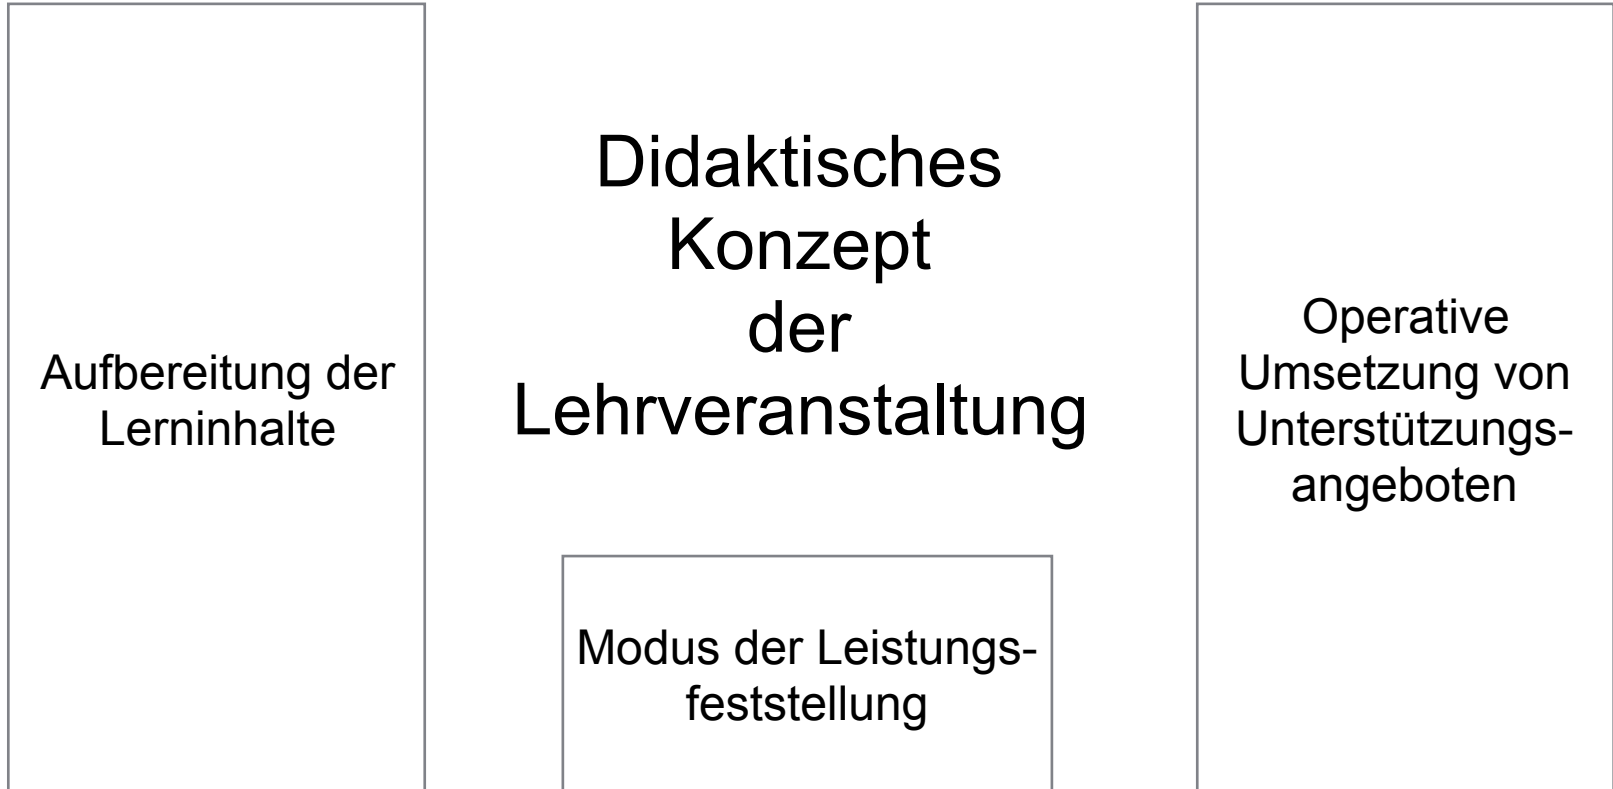 Aufbereitung der
Lerninhalte
Didaktisches
Konzept
der
Lehrveranstaltung
Modus der Leistungs-
feststellung
Operative
Umsetzung von
Unterstützungs-
angeboten